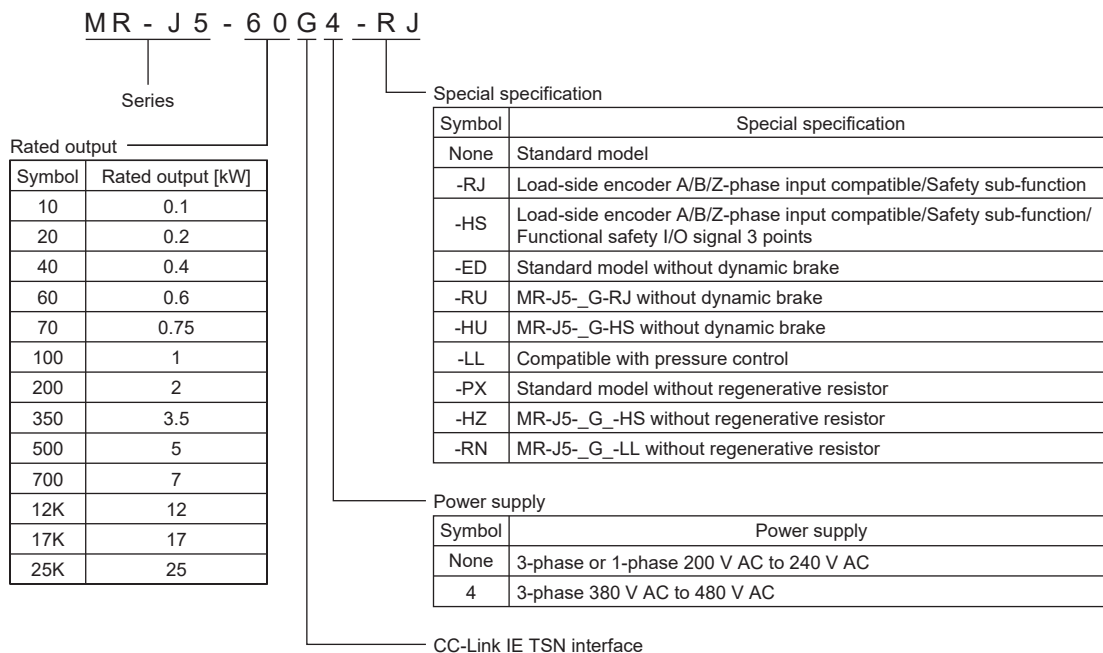 MR-J5-60G4-RJ
Series
Rated output
Symbol Rated output [kW]
10 0.1
20 0.2
40 0.4
60 0.6
70 0.75
100 1
200 2
350 3.5
500 5
700 7
12K 12
17K 17
25K 25
Special specification
Symbol Special specification
None Standard model
-RJ Load-side encoder A/B/Z-phase input compatible/Safety sub-function
-HS Load-side encoder A/B/Z-phase input compatible/Safety sub-function/
Functional safety I/O signal 3 points
-ED Standard model without dynamic brake
-RU MR-J5-_G-RJ without dynamic brake
-HU MR-J5-_G-HS without dynamic brake
-LL Compatible with pressure control
-PX Standard model without regenerative resistor
-HZ MR-J5-_G_-HS without regenerative resistor
-RN MR-J5-_G_-LL without regenerative resistor
Power supply
Symbol Power supply
None 3-phase or 1-phase 200 V AC to 240 V AC
4 3-phase 380 V AC to 480 V AC
CC-Link IE TSN interface